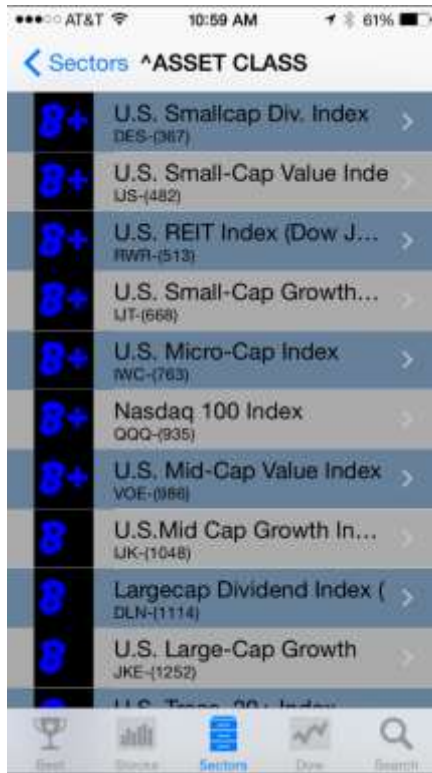 AT&T 10:59 AM 61%
Sectors ^ASSET CLASS
8+ U.S. Smallcap Div. Index
DES-(367)
8+ U.S. Small-Cap Value Inde
IJS-(482)
8+ U.S. REIT Index (Dow J...
RWR-(513)
8+ U.S. Small-Cap Growth...
IJT-(668)
8+ U.S. Micro-Cap Index
IWC-(763)
8+ Nasdaq 100 Index
QQQ-(935)
8+ U.S. Mid-Cap Value Index
VOE-(986)
8 U.S.Mid Cap Growth In...
IJK-(1048)
8 Largecap Dividend Index (
DLN-(1114)
8 U.S. Large-Cap Growth
JKE-(1252)
Best Stocks Sectors Dow Search